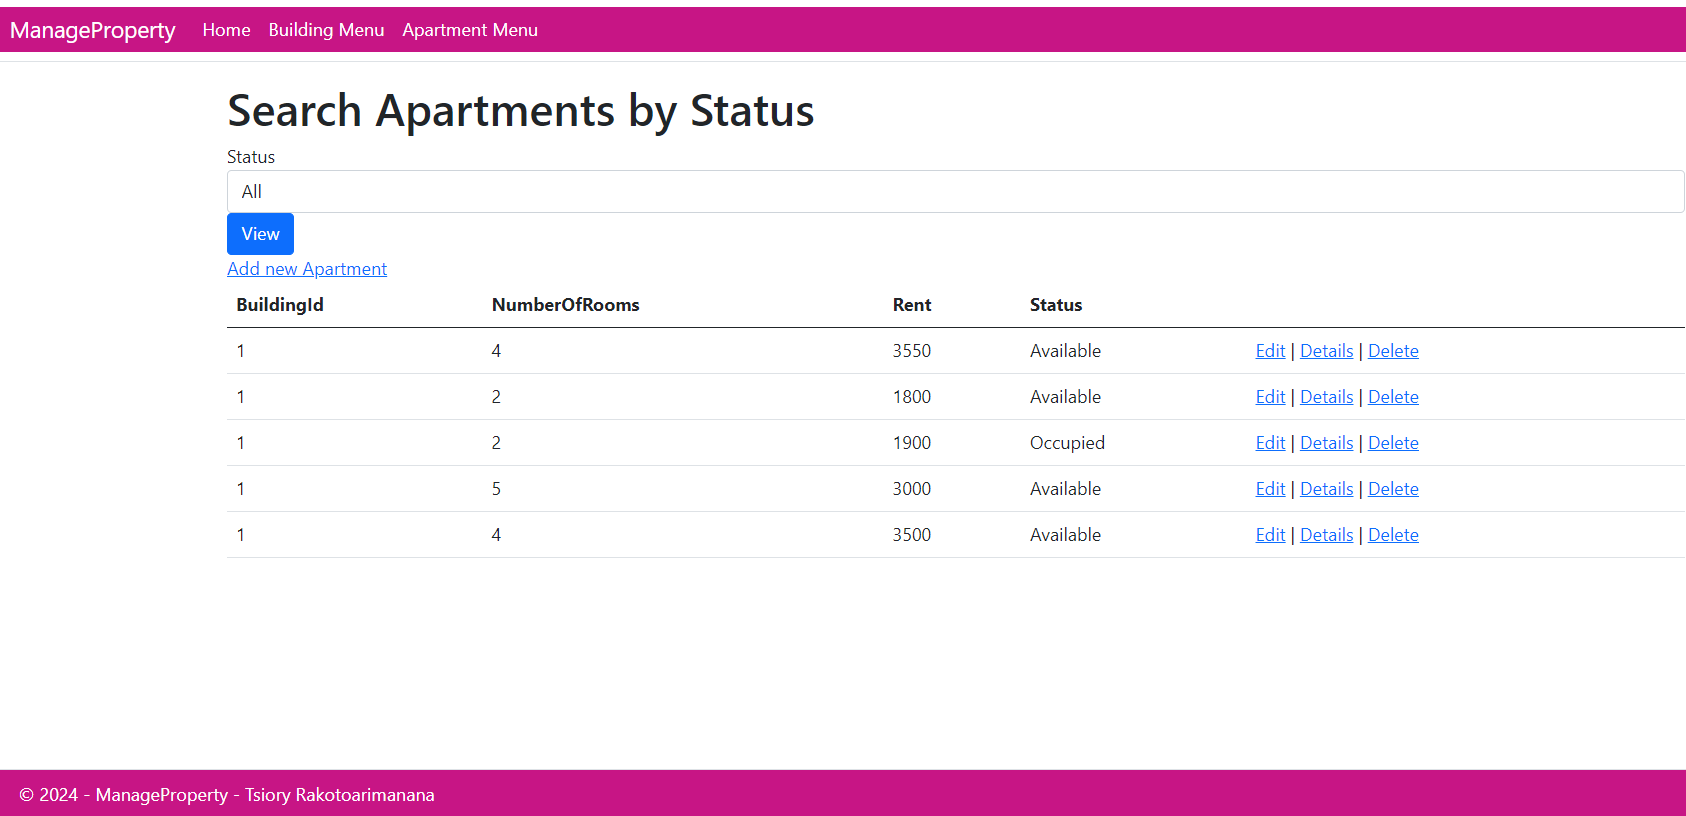 ManageProperty Home Building Menu Apartment Menu
Search Apartments by Status
Status
All
View
Add new Apartment
BuildingId NumberOfRooms Rent Status
1 4 3550 Available Edit | Details | Delete
1 2 1800 Available Edit | Details | Delete
1 2 1900 Occupied Edit | Details | Delete
1 5 3000 Available Edit | Details | Delete
1 4 3500 Available Edit | Details | Delete
© 2024 - ManageProperty - Tsiory Rakotoarimanana